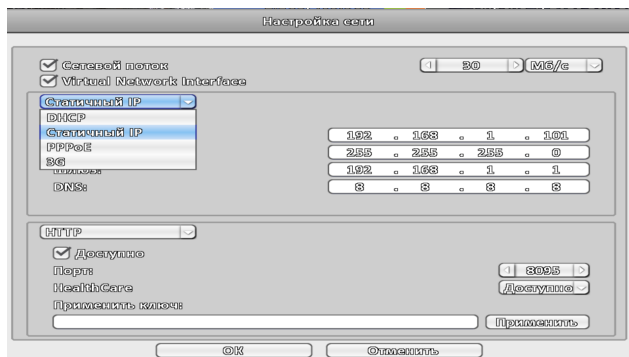 Настройка сети
Сетевой поток 30 Мб/с
Virtual Network Interface
Статичный IP
DHCP
Статичный IP 192 . 168 . 1 . 101
PPPoE 255 . 255 . 255 . 0
3G
192 . 168 . 1 . 1
DNS: 8 . 8 . 8 . 8
HTTP
Доступно
Порт: 8095
HealthCare Доступно
Применить ключ:
Применить
ОК Отменить